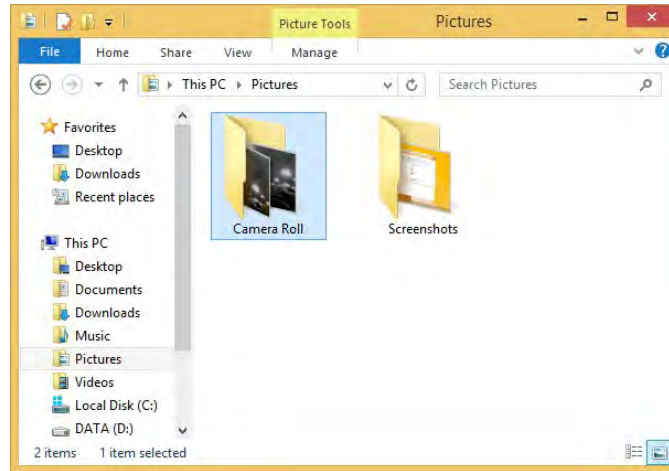 Picture Tools Pictures
File Home Share View Manage
This PC Pictures Search Pictures
Favorites
Desktop
Downloads
Recent places
This PC
Desktop
Documents
Downloads
Music
Pictures
Videos
Local Disk (C:)
DATA (D:)
Camera Roll Screenshots
2 items 1 item selected